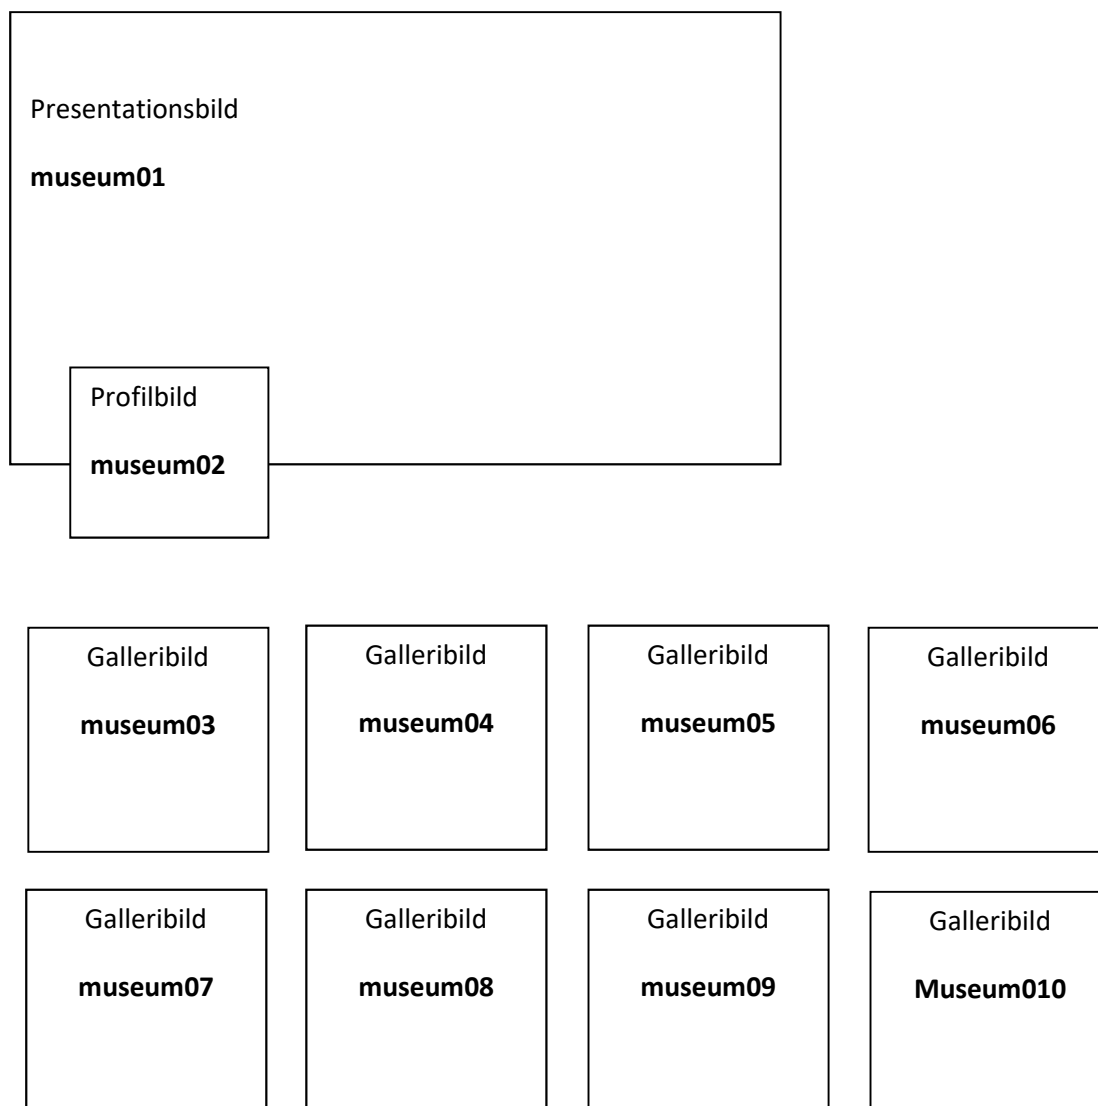 Presentationsbild
museum01
Profilbild
museum02
Galleribild
museum03
Galleribild
museum04
Galleribild
museum05
Galleribild
museum06
Galleribild
museum07
Galleribild
museum08
Galleribild
museum09
Galleribild
Museum010